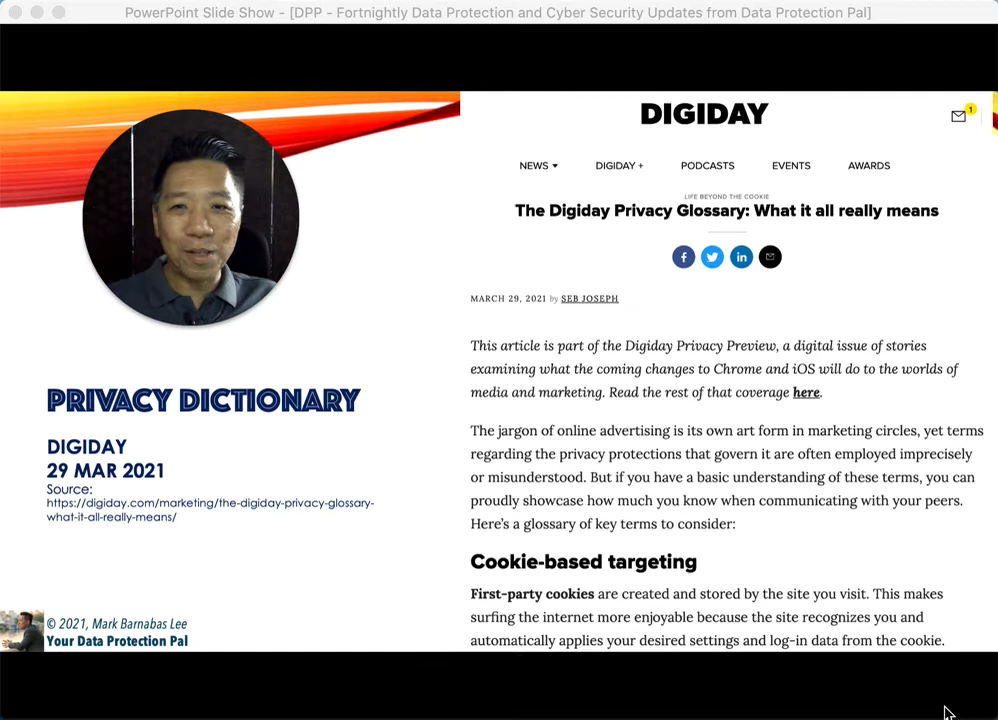 PowerPoint Slide Show - [DPP - Fortnightly Data Protection and Cyber Security Updates from Data Protection Pal]
PRIVACY DICTIONARY
DIGIDAY
29 MAR 2021
Source:
https://digiday.com/marketing/the-digiday-privacy-glossary-
what-it-all-really-means/
© 2021, Mark Barnabas Lee
Your Data Protection Pal
DIGIDAY
1
NEWS DIGIDAY + PODCASTS EVENTS AWARDS
LIFE BEYOND THE COOKIE
The Digiday Privacy Glossary: What it all really means
f in
MARCH 29, 2021 by SEB JOSEPH
This article is part of the Digiday Privacy Preview, a digital issue of stories
examining what the coming changes to Chrome and iOS will do to the worlds of
media and marketing. Read the rest of that coverage here.
The jargon of online advertising is its own art form in marketing circles, yet terms
regarding the privacy protections that govern it are often employed imprecisely
or misunderstood. But if you have a basic understanding of these terms, you can
proudly showcase how much you know when communicating with your peers.
Here's a glossary of key terms to consider:
Cookie-based targeting
First-party cookies are created and stored by the site you visit. This makes
surfing the internet more enjoyable because the site recognizes you and
automatically applies your desired settings and log-in data from the cookie.